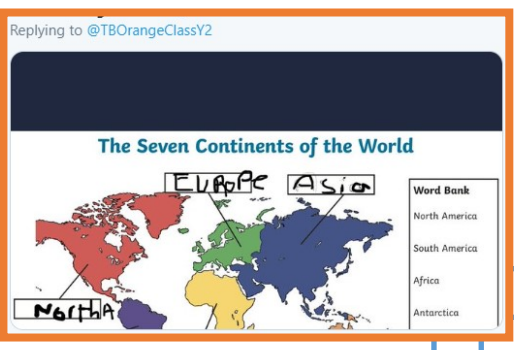 Replying to @TBOrangeClassY2
The Seven Continents of the World
EUROPe
Asia
Word Bank
North America
South America
Africa
Antarctica
NorthA